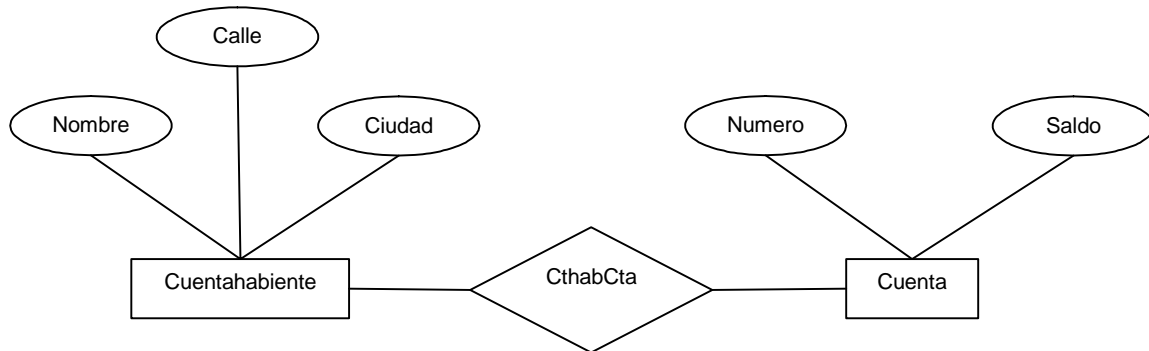 Calle
Nombre
Ciudad
Numero
Saldo
Cuentahabiente
CthabCta
Cuenta